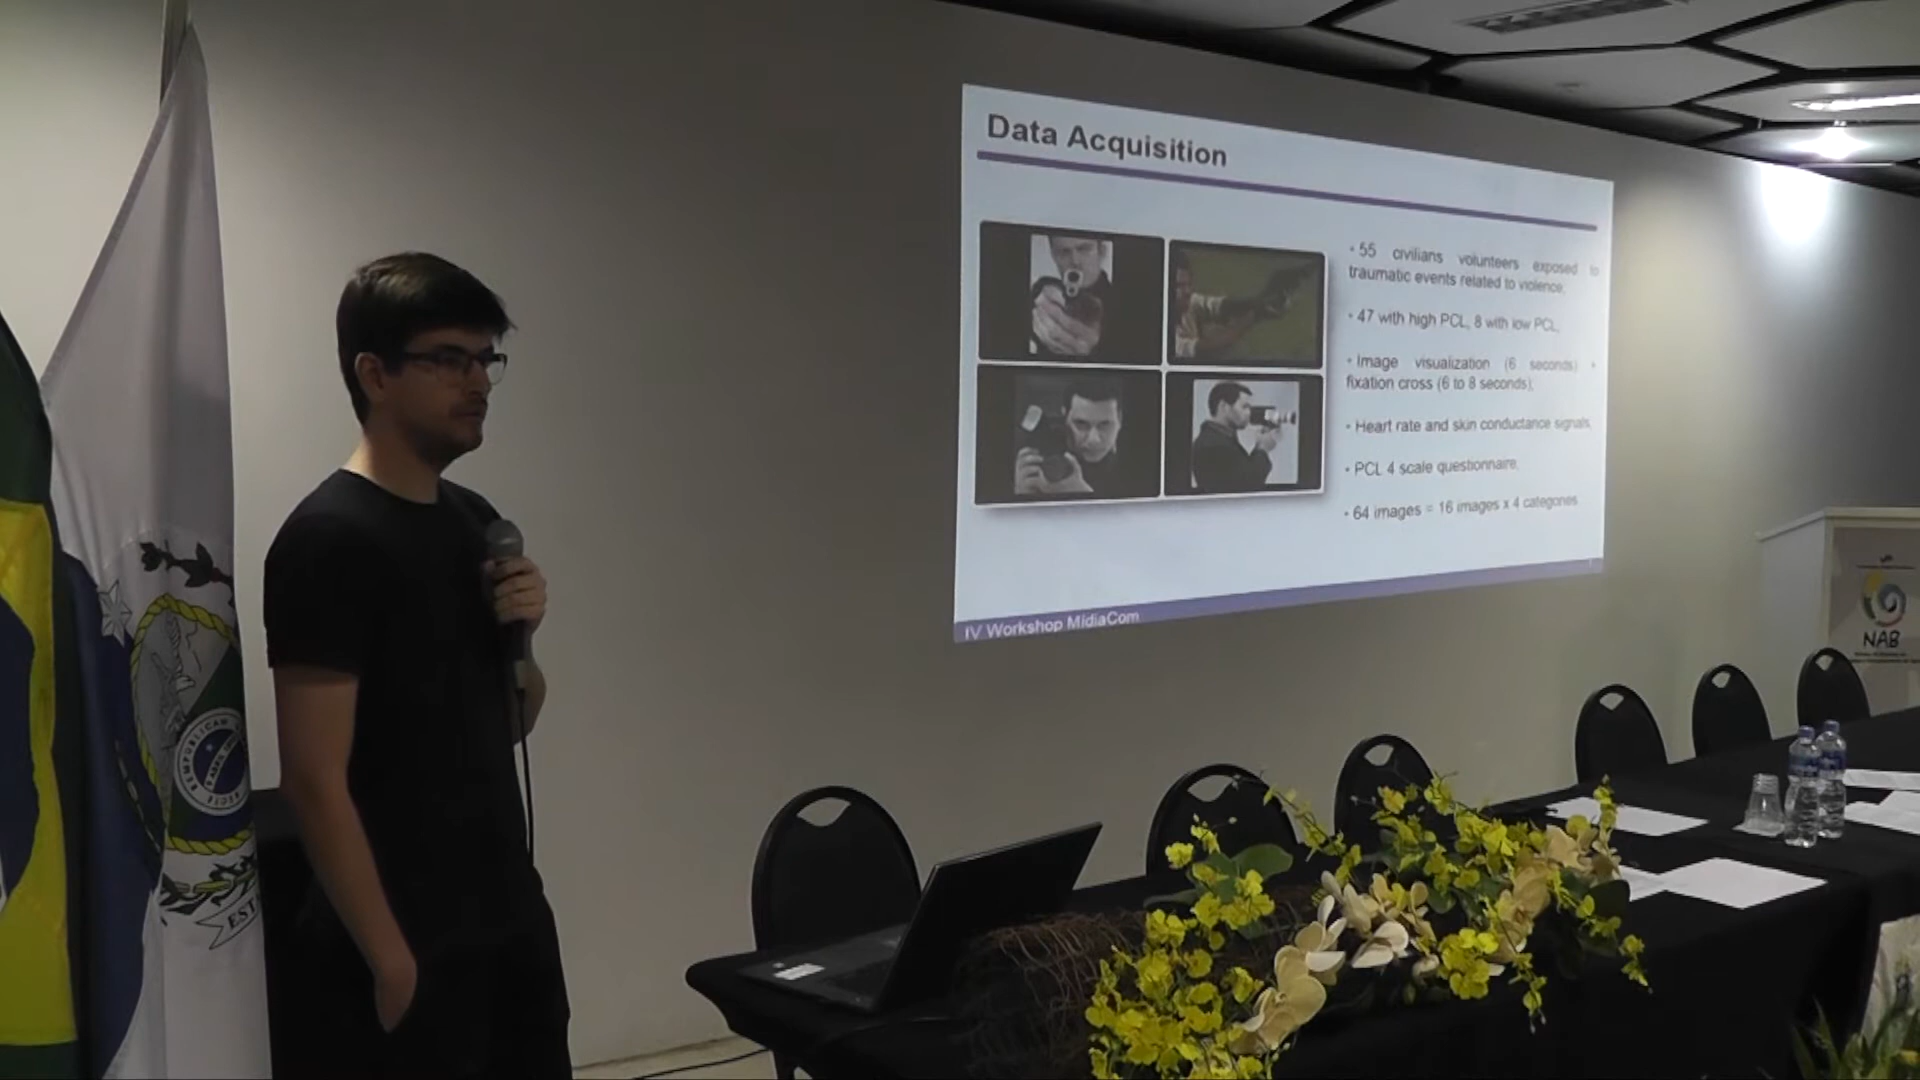 Data Acquisition
• 55 civilians volunteers exposed to
traumatic events related to violence;
• 47 with high PCL, 8 with low PCL;
• Image visualization (6 seconds) +
fixation cross (6 to 8 seconds);
• Heart rate and skin conductance signals;
• PCL 4 scale questionnaire;
• 64 images = 16 images x 4 categories
IV Workshop MídiaCom
NAB